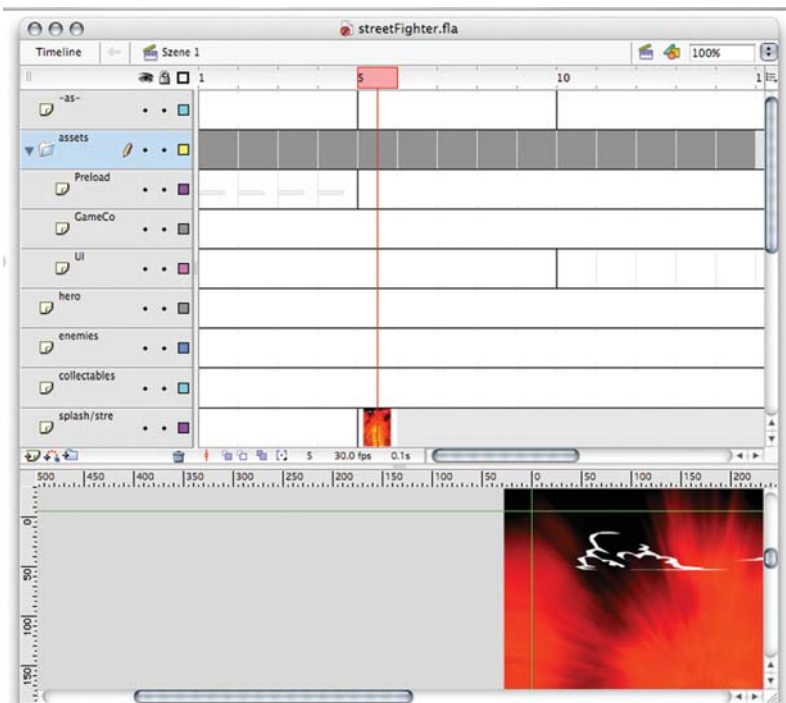 streetFighter.fla
Timeline Szene 1 100%
1 5 10 1
-as-
assets
Preload
GameCo
UI
hero
enemies
collectables
splash/stre
5 30.0 fps 0.1s
500 450 400 350 300 250 200 150 100 50 0 50 100 150 200
0
50
100
150